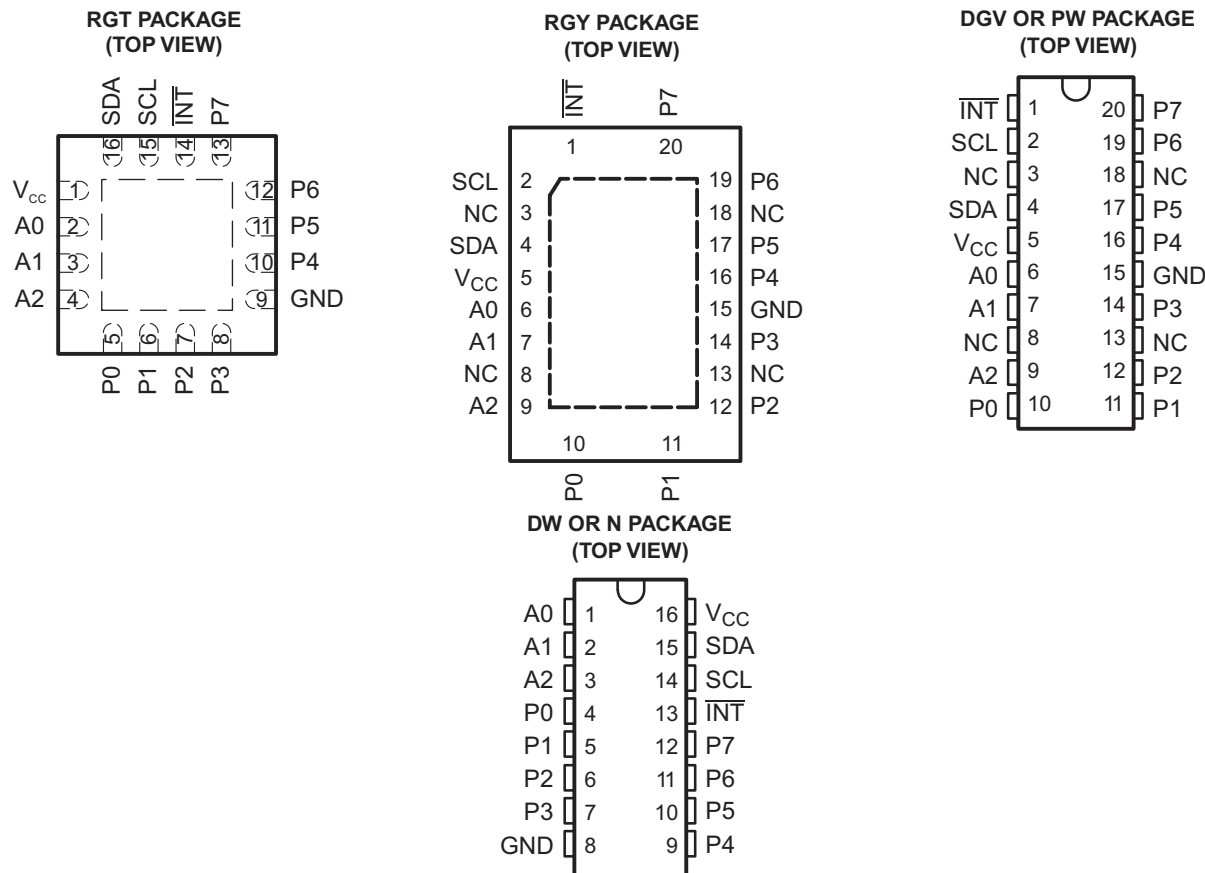 RGT PACKAGE
(TOP VIEW)
SDA SCL INT P7
16 15 14 13
VCC 1 12 P6
A0 2 11 P5
A1 3 10 P4
A2 4 9 GND
5 6 7 8
P0 P1 P2 P3
RGY PACKAGE
(TOP VIEW)
INT P7
1 20
SCL 2 19 P6
NC 3 18 NC
SDA 4 17 P5
VCC 5 16 P4
A0 6 15 GND
A1 7 14 P3
NC 8 13 NC
A2 9 12 P2
10 11
P0 P1
DGV OR PW PACKAGE
(TOP VIEW)
INT 1 20 P7
SCL 2 19 P6
NC 3 18 NC
SDA 4 17 P5
VCC 5 16 P4
A0 6 15 GND
A1 7 14 P3
NC 8 13 NC
A2 9 12 P2
P0 10 11 P1
DW OR N PACKAGE
(TOP VIEW)
A0 1 16 VCC
A1 2 15 SDA
A2 3 14 SCL
P0 4 13 INT
P1 5 12 P7
P2 6 11 P6
P3 7 10 P5
GND 8 9 P4